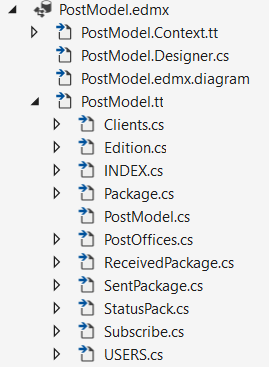 PostModel.edmx
PostModel.Context.tt
PostModel.Designer.cs
PostModel.edmx.diagram
PostModel.tt
Clients.cs
Edition.cs
INDEX.cs
Package.cs
PostModel.cs
PostOffices.cs
ReceivedPackage.cs
SentPackage.cs
StatusPack.cs
Subscribe.cs
USERS.cs